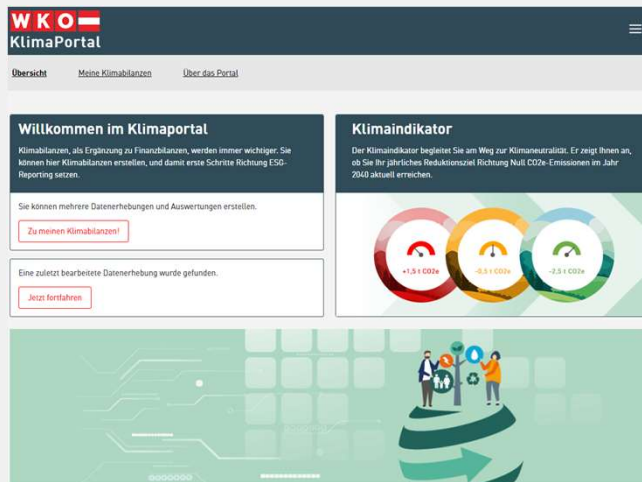 WKO
KlimaPortal
Übersicht Meine Klimabilanzen Über das Portal
Willkommen im Klimaportal
Klimabilanzen, als Ergänzung zu Finanzbilanzen, werden immer wichtiger. Sie
können hier Klimabilanzen erstellen, und damit erste Schritte Richtung ESG-
Reporting setzen.
Sie können mehrere Datenerhebungen und Auswertungen erstellen.
Zu meinen Klimabilanzen!
Eine zuletzt bearbeitete Datenerhebung wurde gefunden.
Jetzt fortfahren
Klimaindikator
Der Klimaindikator begleitet Sie am Weg zur Klimaneutralität. Er zeigt Ihnen an,
ob Sie Ihr jährliches Reduktionsziel Richtung Null CO2e-Emissionen im Jahr
2040 aktuell erreichen.
+1,5 t CO2e -0,5 t CO2e -2,5 t CO2e